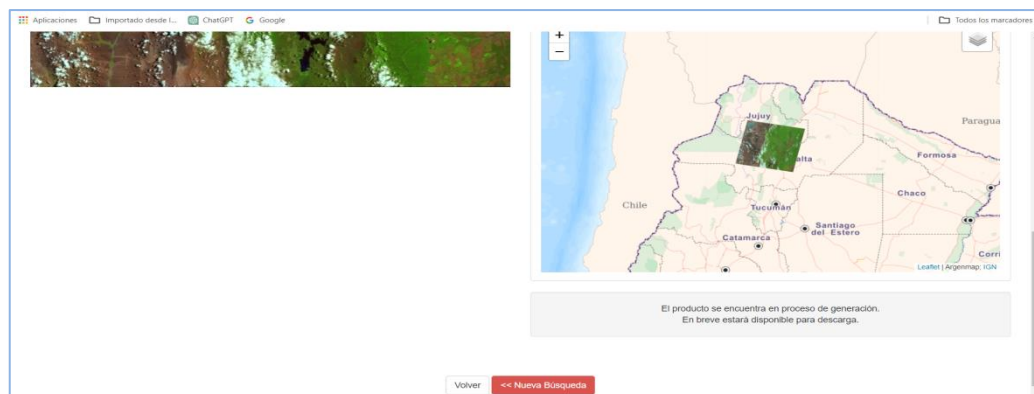 Aplicaciones Importado desde l... ChatGPT Google Todos los marcadores
+
−
Jujuy
Paragua
alta
Formosa
Chaco
Chile
Tucumán
Santiago
del Estero
Catamarca
Corri
Leaflet | Argenmap, IGN
El producto se encuentra en proceso de generación.
En breve estará disponible para descarga.
Volver << Nueva Búsqueda